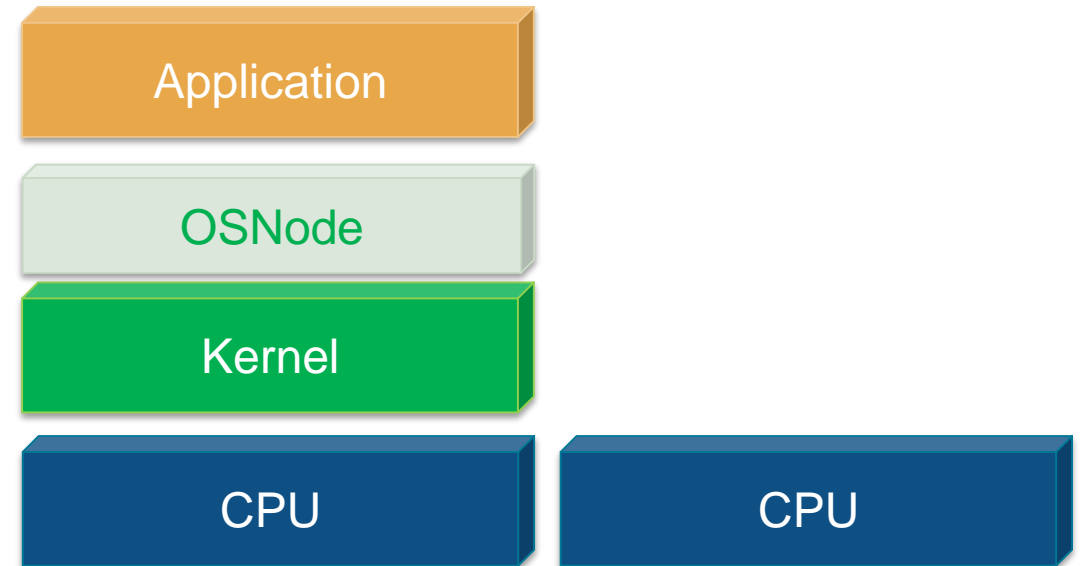 Application
OSNode
Kernel
CPU
CPU